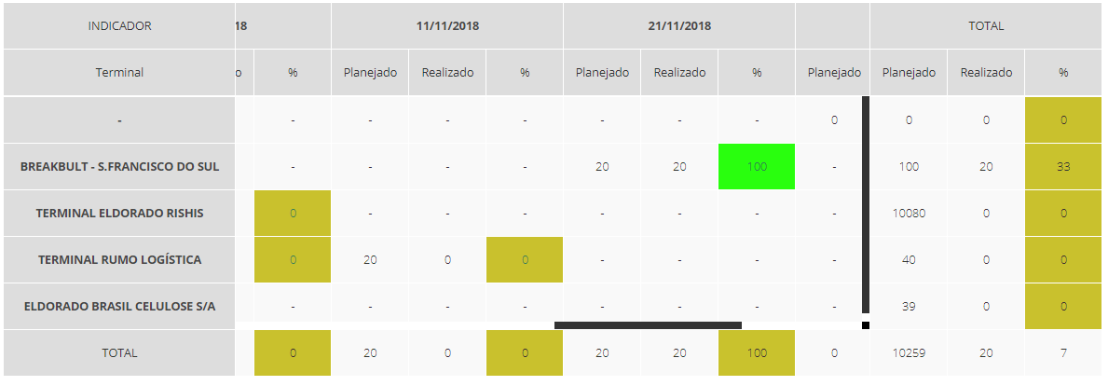 INDICADOR 18 11/11/2018 21/11/2018 TOTAL
Terminal o % Planejado Realizado % Planejado Realizado % Planejado Planejado Realizado %
- - - - - - - - 0 0 0 0
BREAKBULT - S.FRANCISCO DO SUL - - - - 20 20 100 - 100 20 33
TERMINAL ELDORADO RISHIS 0 - - - - - - - 10080 0 0
TERMINAL RUMO LOGÍSTICA 0 20 0 0 - - - - 40 0 0
ELDORADO BRASIL CELULOSE S/A - - - - - - - - 39 0 0
TOTAL 0 20 0 0 20 20 100 0 10259 20 7